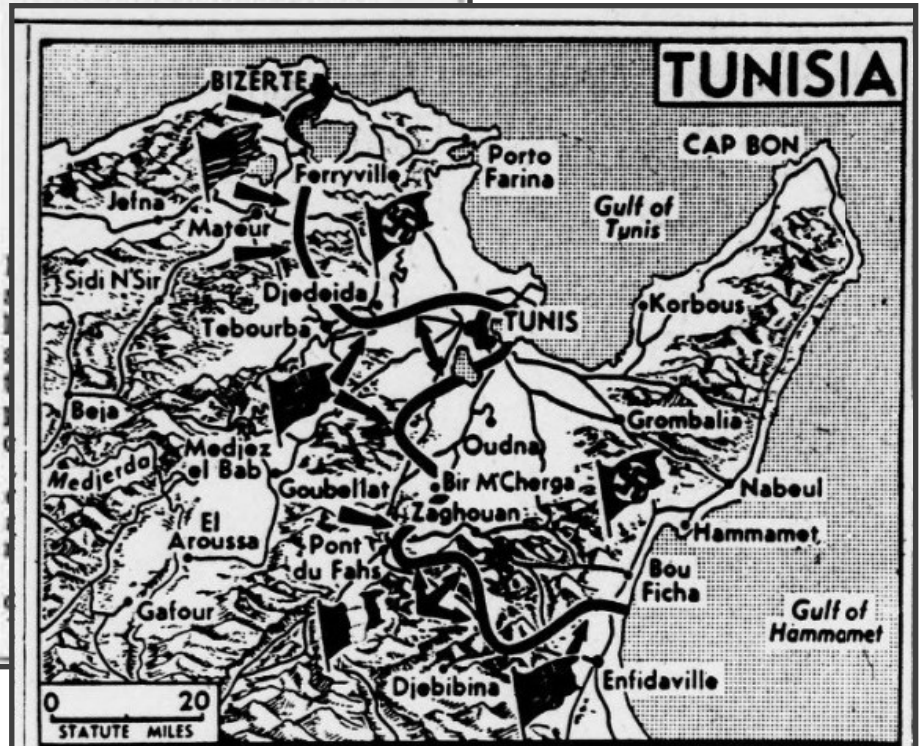 TUNISIA
BIZERTE
CAP BON
Porto
Farina
Ferryville
Jefna
Mateur
Gulf of
Tunis
Sidi N'Sir
Djedeida
Korbous
Tebourba
TUNIS
Beja
Grombalia
Medjez
el Bab
Oudna
Medjerda
Goubellat
Bir M'Cherga
Nabeul
Zaghouan
El
Aroussa
Hammamet
Pont
du Fahs
Bou
Ficha
Gafour
Gulf of
Hammamet
Djebibina
Enfidaville
0 20
STATUTE MILES